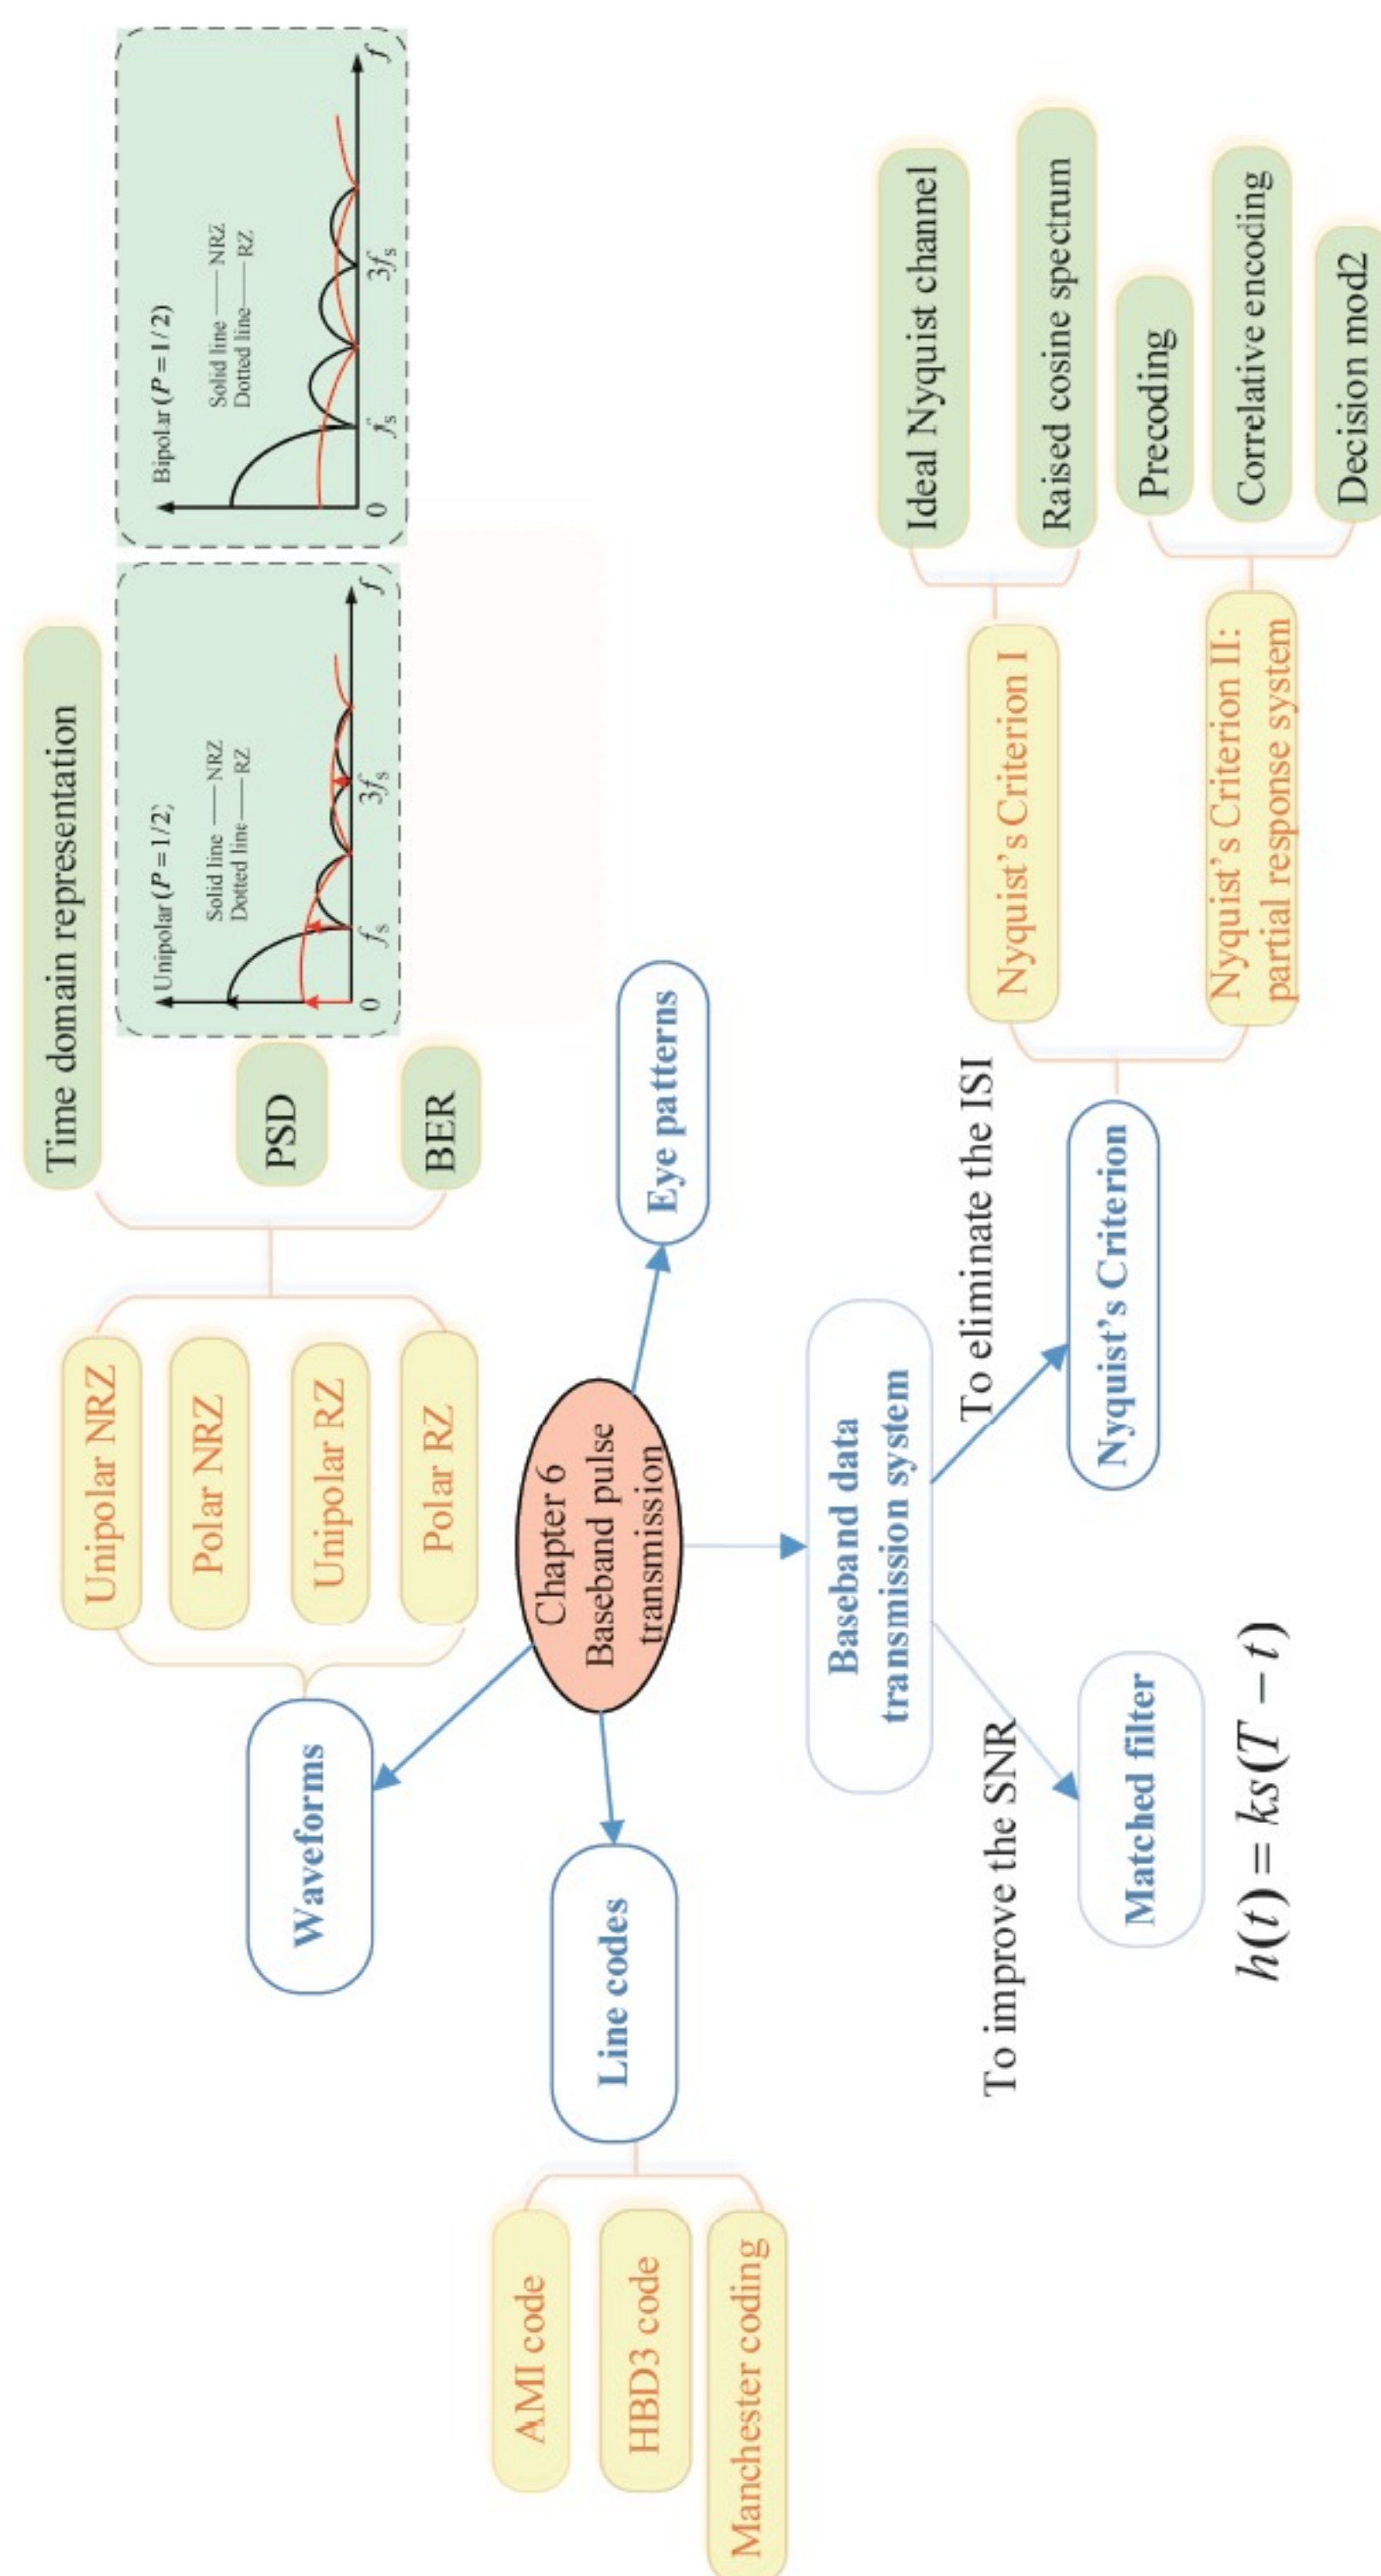 Time domain representation
Unipolar (P = 1/2)
Solid line —— NRZ
Dotted line —— RZ
0
fs
3fs
f
Bipolar (P = 1/2)
Solid line —— NRZ
Dotted line —— RZ
0
fs
3fs
f
PSD
BER
Unipolar NRZ
Polar NRZ
Unipolar RZ
Polar RZ
Waveforms
Eye patterns
Chapter 6
Baseband pulse
transmission
Line codes
AMI code
HBD3 code
Manchester coding
Baseband data
transmission system
To improve the SNR
To eliminate the ISI
Matched filter
h(t) = ks(T − t)
Nyquist's Criterion
Nyquist's Criterion I
Ideal Nyquist channel
Raised cosine spectrum
Nyquist's Criterion II:
partial response system
Precoding
Correlative encoding
Decision mod2